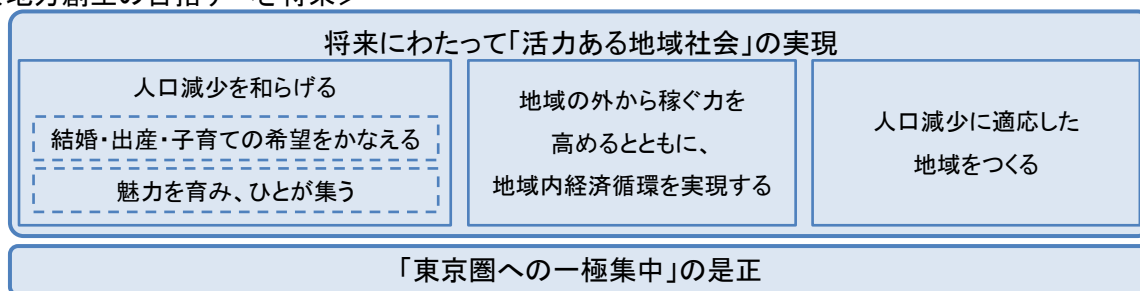 将来にわたって「活力ある地域社会」の実現
人口減少を和らげる
結婚・出産・子育ての希望をかなえる
魅力を育み、ひとが集う
地域の外から稼ぐ力を
高めるとともに、
地域内経済循環を実現する
人口減少に適応した
地域をつくる
「東京圏への一極集中」の是正